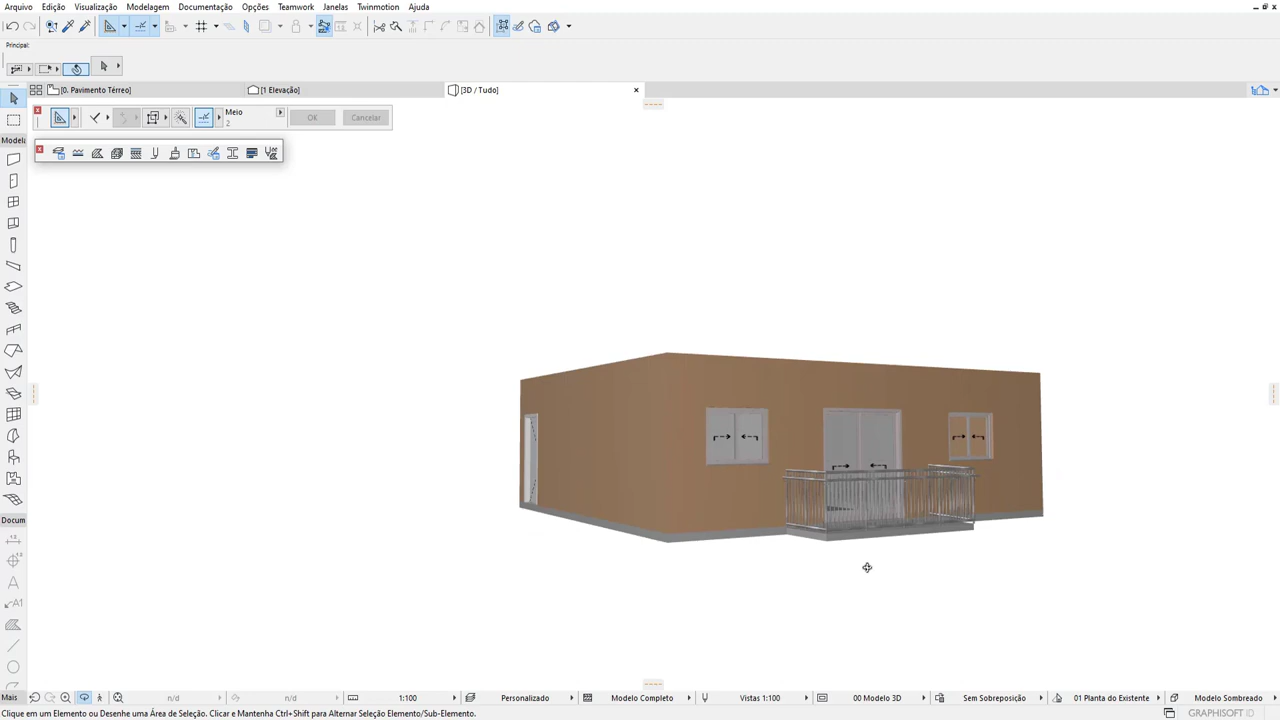 Arquivo Edição Visualização Modelagem Documentação Opções Teamwork Janelas Twinmotion Ajuda
Principal:
[0. Pavimento Térreo] [1 Elevação] [3D / Tudo]
Meio
2
OK Cancelar
Modela
Docum
Mais
n/d n/d 1:100 Personalizado Modelo Completo Vistas 1:100 00 Modelo 3D Sem Sobreposição 01 Planta do Existente Modelo Sombreado
Clique em um Elemento ou Desenhe uma Área de Seleção. Clicar e Mantenha Ctrl+Shift para Alternar Seleção Elemento/Sub-Elemento.
GRAPHISOFT ID